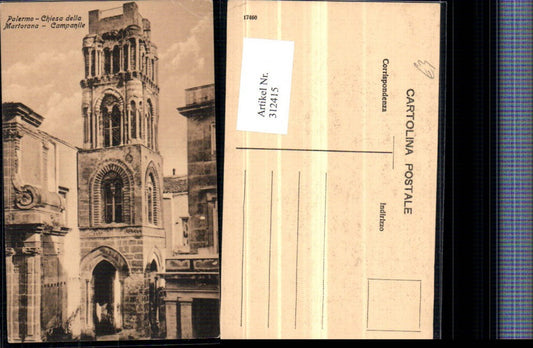 Palermo - Chiesa della
Martorana - Campanile
17460
Artikel Nr.
312415
Corrispondenza
CARTOLINA POSTALE
Indirizzo